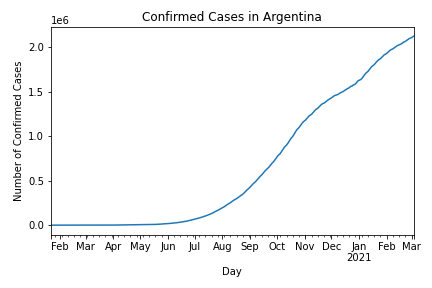 Confirmed Cases in Argentina
1e6
Number of Confirmed Cases
2.0
1.5
1.0
0.5
0.0
Feb Mar Apr May Jun Jul Aug Sep Oct Nov Dec Jan Feb Mar
2021
Day